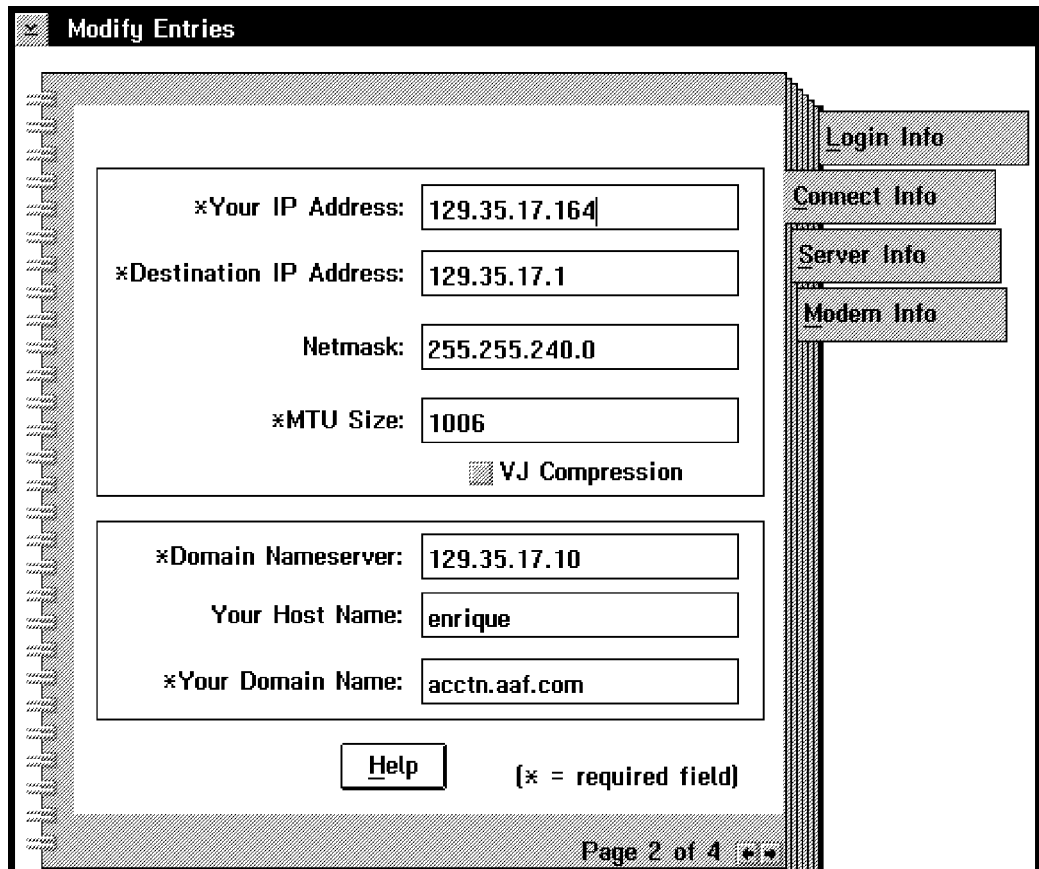 Modify Entries
Login Info
Connect Info
Server Info
Modem Info
*Your IP Address: 129.35.17.164
*Destination IP Address: 129.35.17.1
Netmask: 255.255.240.0
*MTU Size: 1006
VJ Compression
*Domain Nameserver: 129.35.17.10
Your Host Name: enrique
*Your Domain Name: acctn.aaf.com
Help
(* = required field)
Page 2 of 4